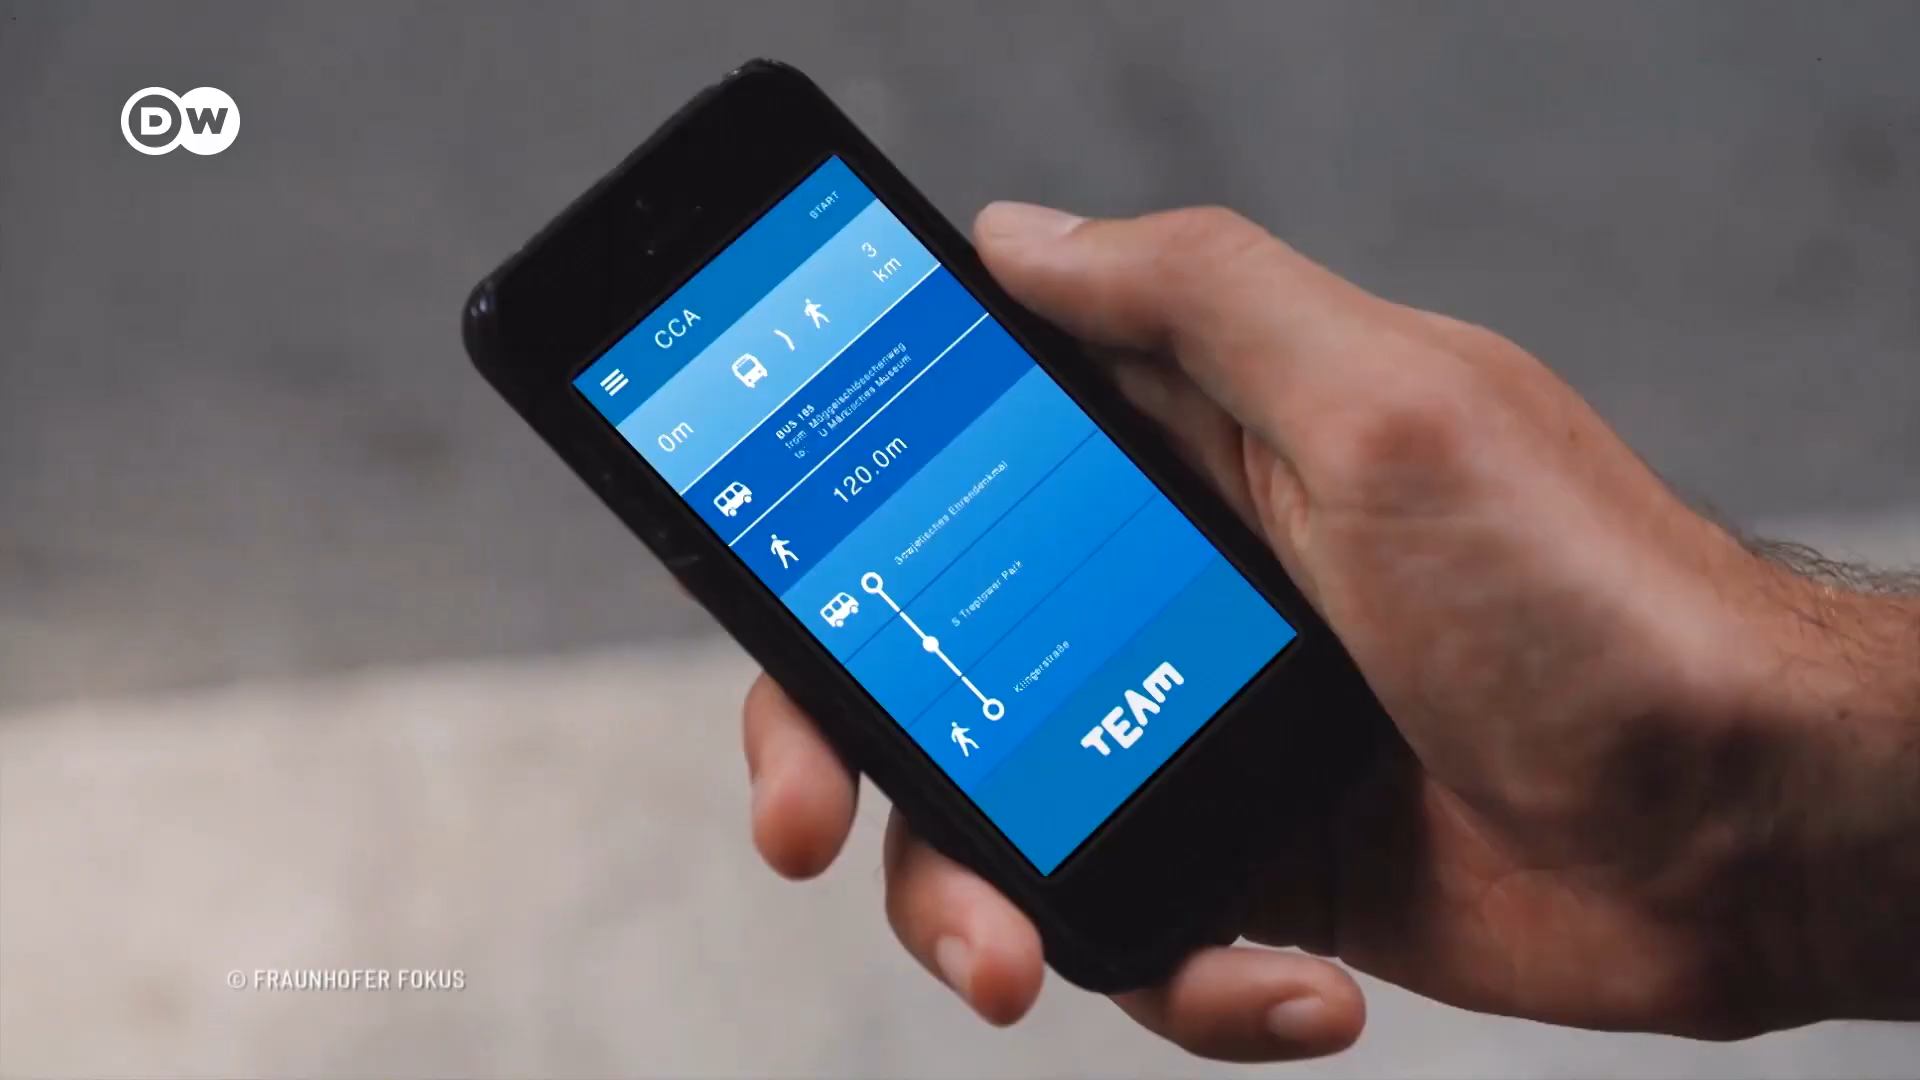 DW
START
CCA
0m
3
km
BUS 165
from: Müggelschlösschenweg
to: U Märkisches Museum
120.0m
Sowjetisches Ehrendenkmal
S Treptower Park
Klingerstraße
TEAM
© FRAUNHOFER FOKUS